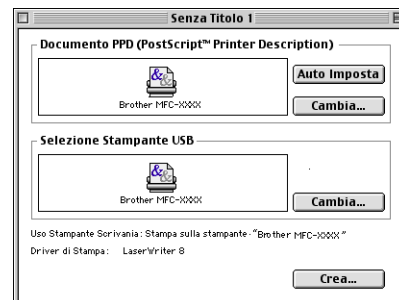 Senza Titolo 1
Documento PPD (PostScript™ Printer Description)
Brother MFC-XXXX
Auto Imposta
Cambia...
Selezione Stampante USB
Brother MFC-XXXX
Cambia...
Uso Stampante Scrivania: Stampa sulla stampante - "Brother MFC-XXXX"
Driver di Stampa: LaserWriter 8
Crea...